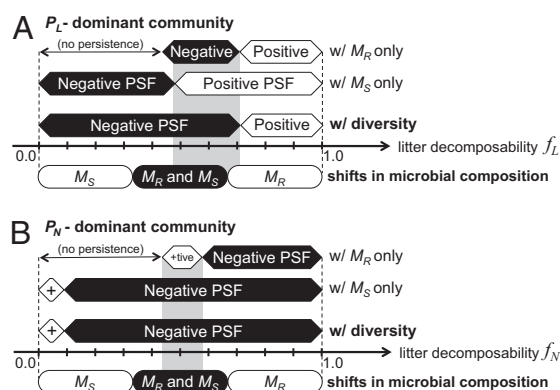 A P_L - dominant community
(no persistence) Negative Positive w/ M_R only
Negative PSF Positive PSF w/ M_S only
Negative PSF Positive w/ diversity
0.0 1.0 litter decomposability f_L
M_S M_R and M_S M_R shifts in microbial composition
B P_N - dominant community
(no persistence) +tive Negative PSF w/ M_R only
+ Negative PSF w/ M_S only
+ Negative PSF w/ diversity
0.0 1.0 litter decomposability f_N
M_S M_R and M_S M_R shifts in microbial composition